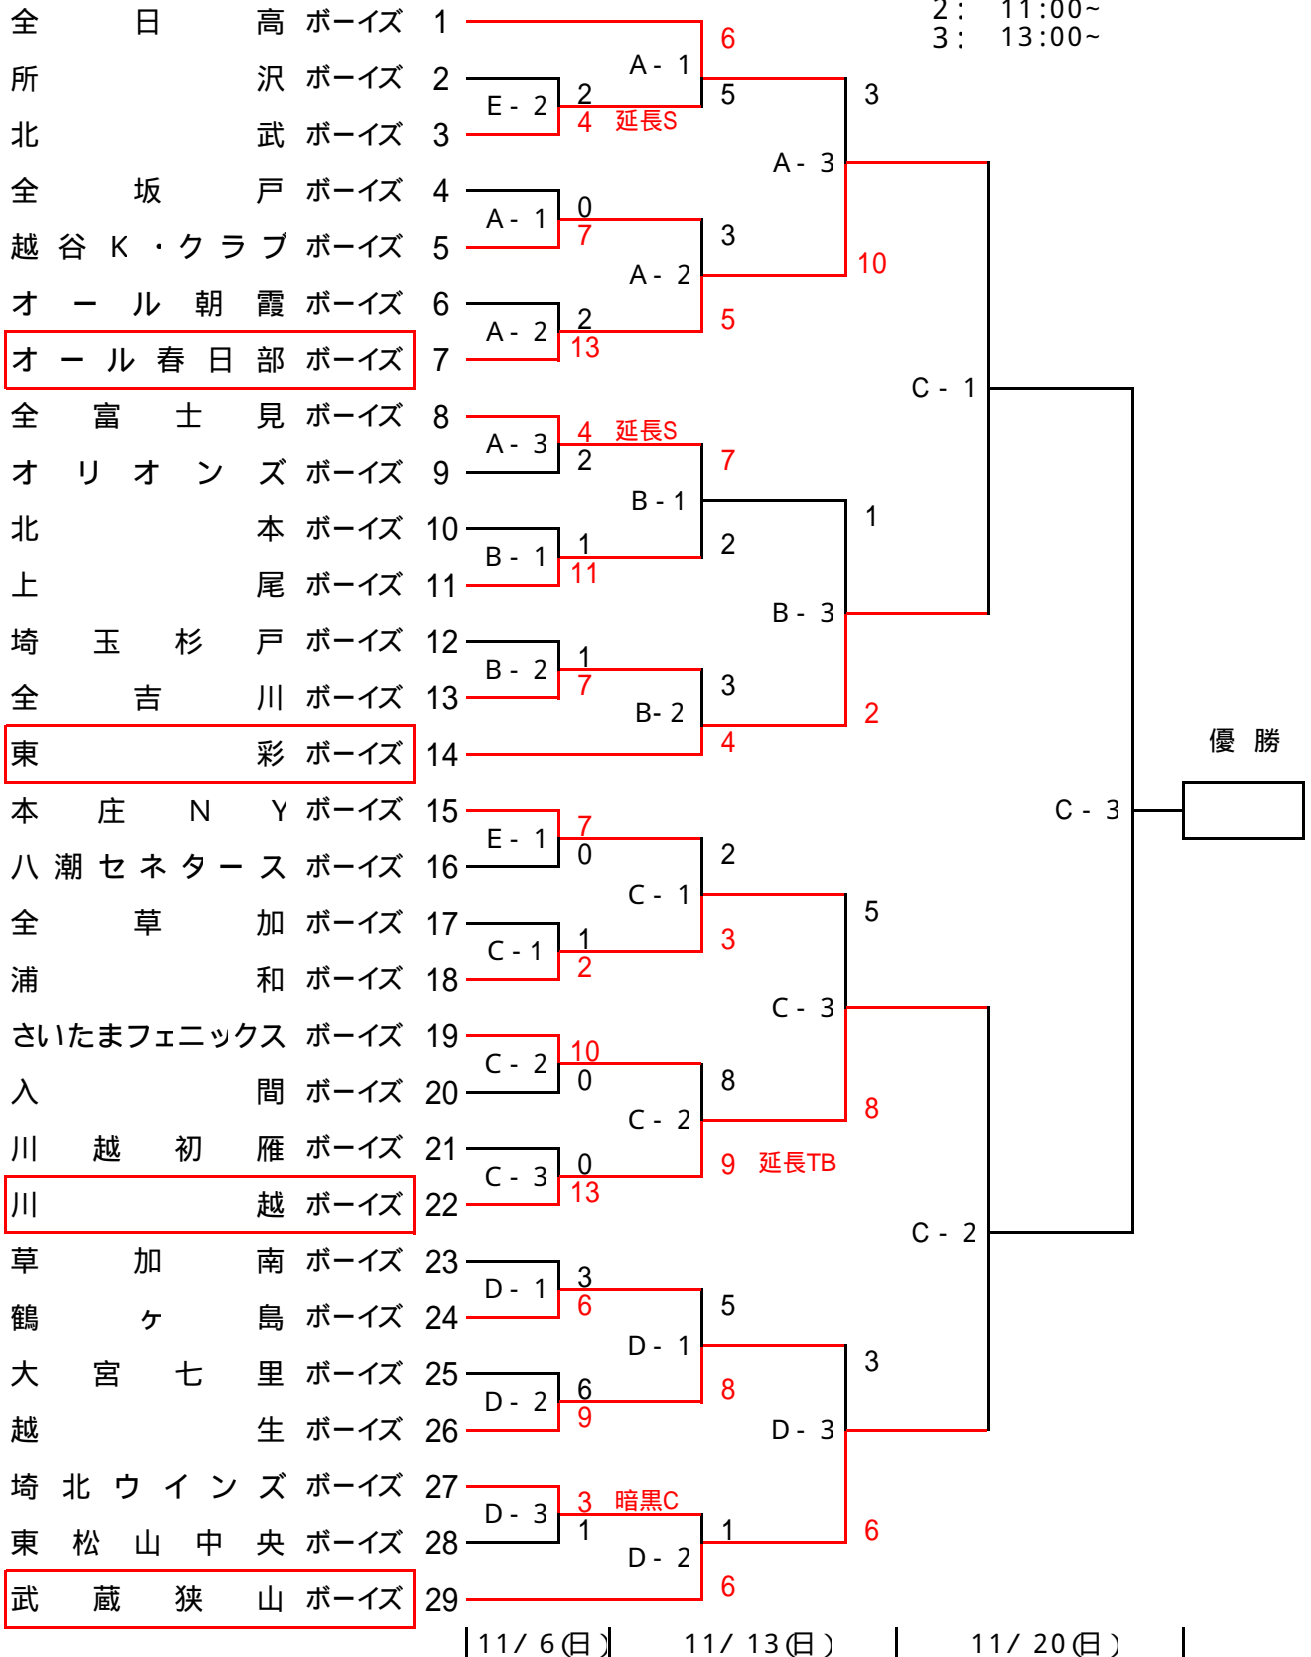 2: 11:00~
3: 13:00~
全日高ボーイズ 1
所沢ボーイズ 2
北武ボーイズ 3
全坂戸ボーイズ 4
越谷K・クラブボーイズ 5
オール朝霞ボーイズ 6
オール春日部ボーイズ 7
全富士見ボーイズ 8
オリオンズボーイズ 9
北本ボーイズ 10
上尾ボーイズ 11
埼玉杉戸ボーイズ 12
全吉川ボーイズ 13
東彩ボーイズ 14
本庄NYボーイズ 15
八潮セネタースボーイズ 16
全草加ボーイズ 17
浦和ボーイズ 18
さいたまフェニックスボーイズ 19
入間ボーイズ 20
川越初雁ボーイズ 21
川越ボーイズ 22
草加南ボーイズ 23
鶴ヶ島ボーイズ 24
大宮七里ボーイズ 25
越生ボーイズ 26
埼北ウインズボーイズ 27
東松山中央ボーイズ 28
武蔵狭山ボーイズ 29
E-2 2
4 延長S
A-1 0
7
A-2 2
13
A-3 4 延長S
2
B-1 1
11
B-2 1
7
E-1 7
0
C-1 1
2
C-2 10
0
C-3 0
13
D-1 3
6
D-2 6
9
D-3 3 暗黒C
1
A-1 6
5
A-2 3
5
B-1 7
2
B-2 3
4
C-1 2
3
C-2 8
9 延長TB
D-1 5
8
D-2 1
6
A-3 3
10
B-3 1
2
C-3 5
8
D-3 3
6
C-1
C-2
C-3
優勝
11/6(日) 11/13(日) 11/20(日)